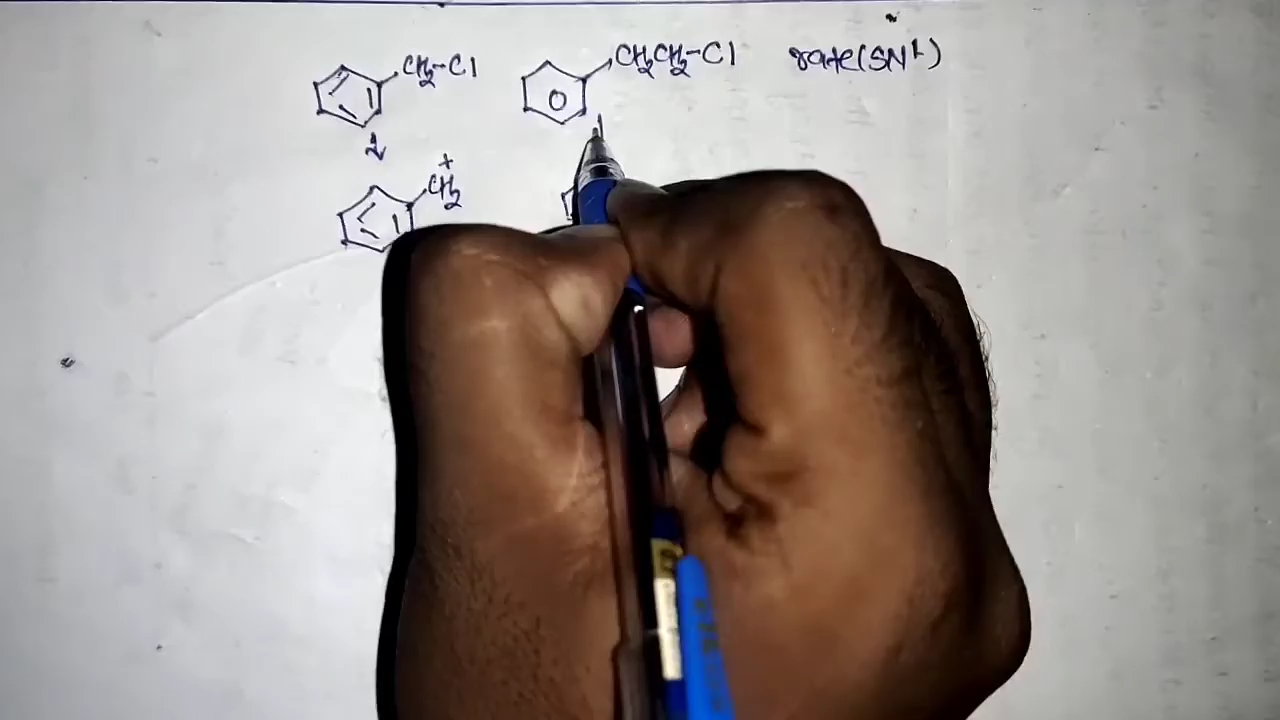 CH₂-Cl CH₂CH₂-Cl rate(SN¹)
+
CH₂